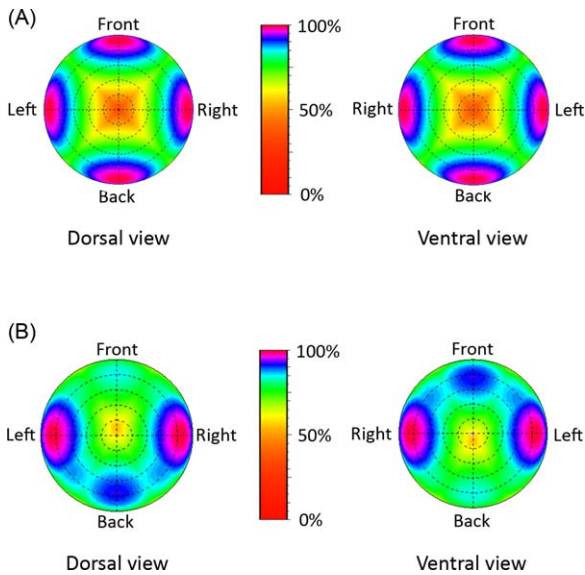 (A)
Front
100%
Front
Left
Right
50%
Right
Left
Back
0%
Back
Dorsal view
Ventral view
(B)
Front
100%
Front
Left
Right
50%
Right
Left
Back
0%
Back
Dorsal view
Ventral view